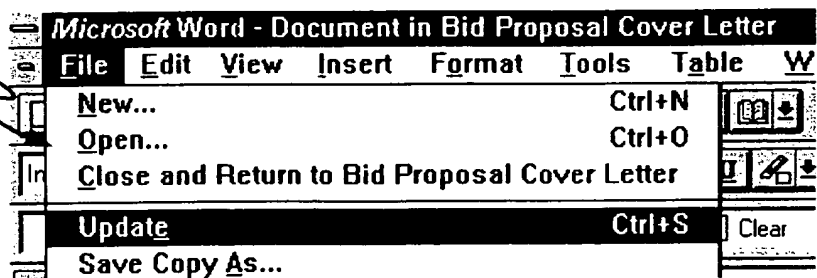 Microsoft Word - Document in Bid Proposal Cover Letter
File Edit View Insert Format Tools Table W
New... Ctrl+N
Open... Ctrl+O
Close and Return to Bid Proposal Cover Letter
Update Ctrl+S Clear
Save Copy As...